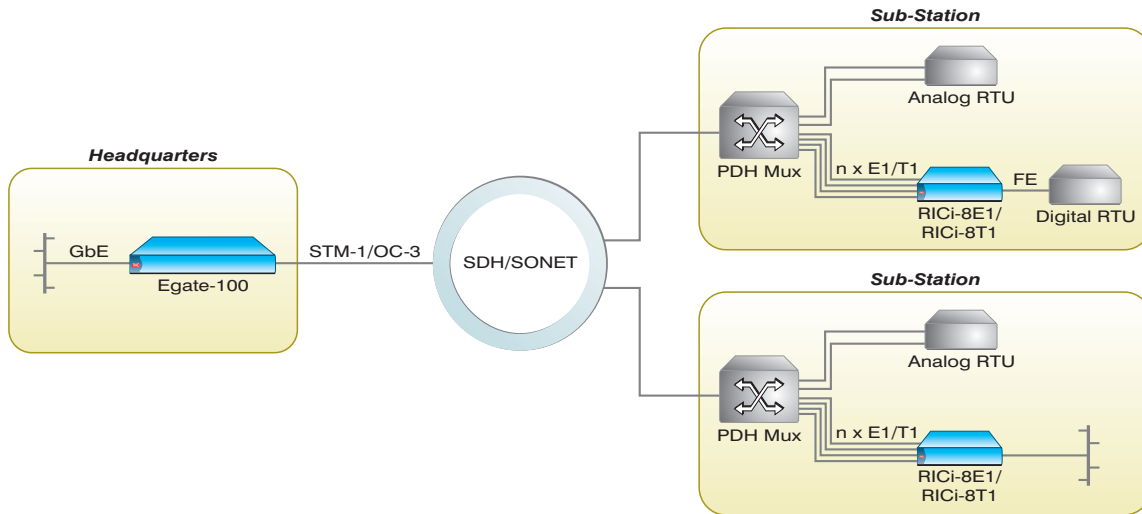 Headquarters
GbE
Egate-100
STM-1/OC-3
SDH/SONET
Sub-Station
Analog RTU
PDH Mux
n x E1/T1
FE
RICi-8E1/
RICi-8T1
Digital RTU
Sub-Station
Analog RTU
PDH Mux
n x E1/T1
RICi-8E1/
RICi-8T1